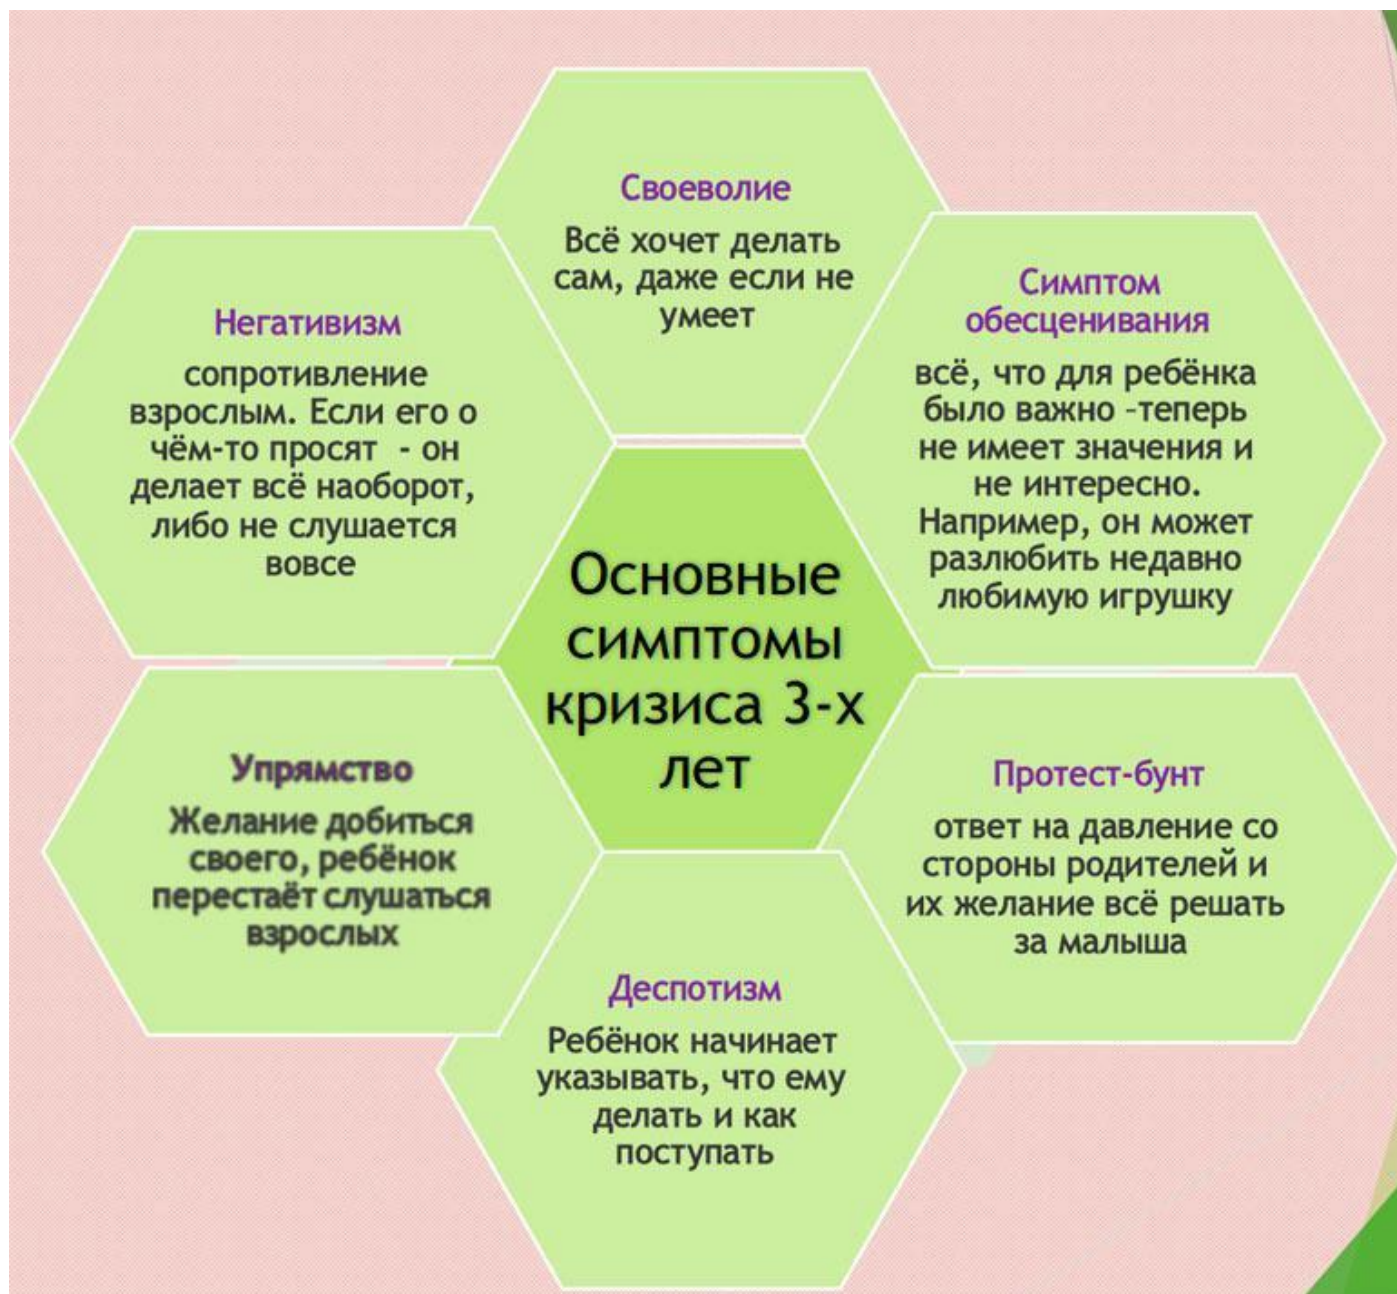 Своеволие
Всё хочет делать
сам, даже если не
умеет
Симптом
обесценивания
всё, что для ребёнка
было важно –теперь
не имеет значения и
не интересно.
Например, он может
разлюбить недавно
любимую игрушку
Негативизм
сопротивление
взрослым. Если его о
чём-то просят - он
делает всё наоборот,
либо не слушается
вовсе
Основные
симптомы
кризиса 3-х
лет
Упрямство
Желание добиться
своего, ребёнок
перестаёт слушаться
взрослых
Протест-бунт
ответ на давление со
стороны родителей и
их желание всё решать
за малыша
Деспотизм
Ребёнок начинает
указывать, что ему
делать и как
поступать